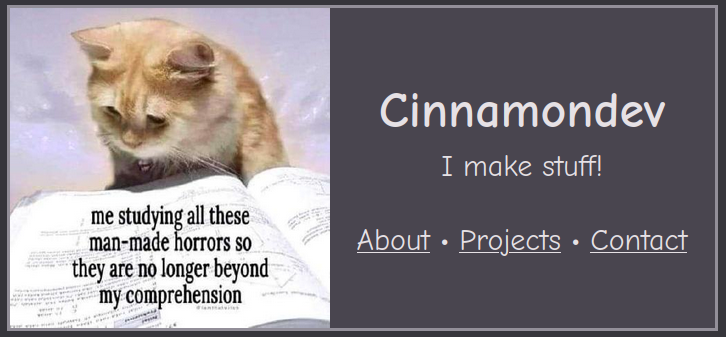 me studying all these
man-made horrors so
they are no longer beyond
my comprehension
Cinnamondev
I make stuff!
About • Projects • Contact